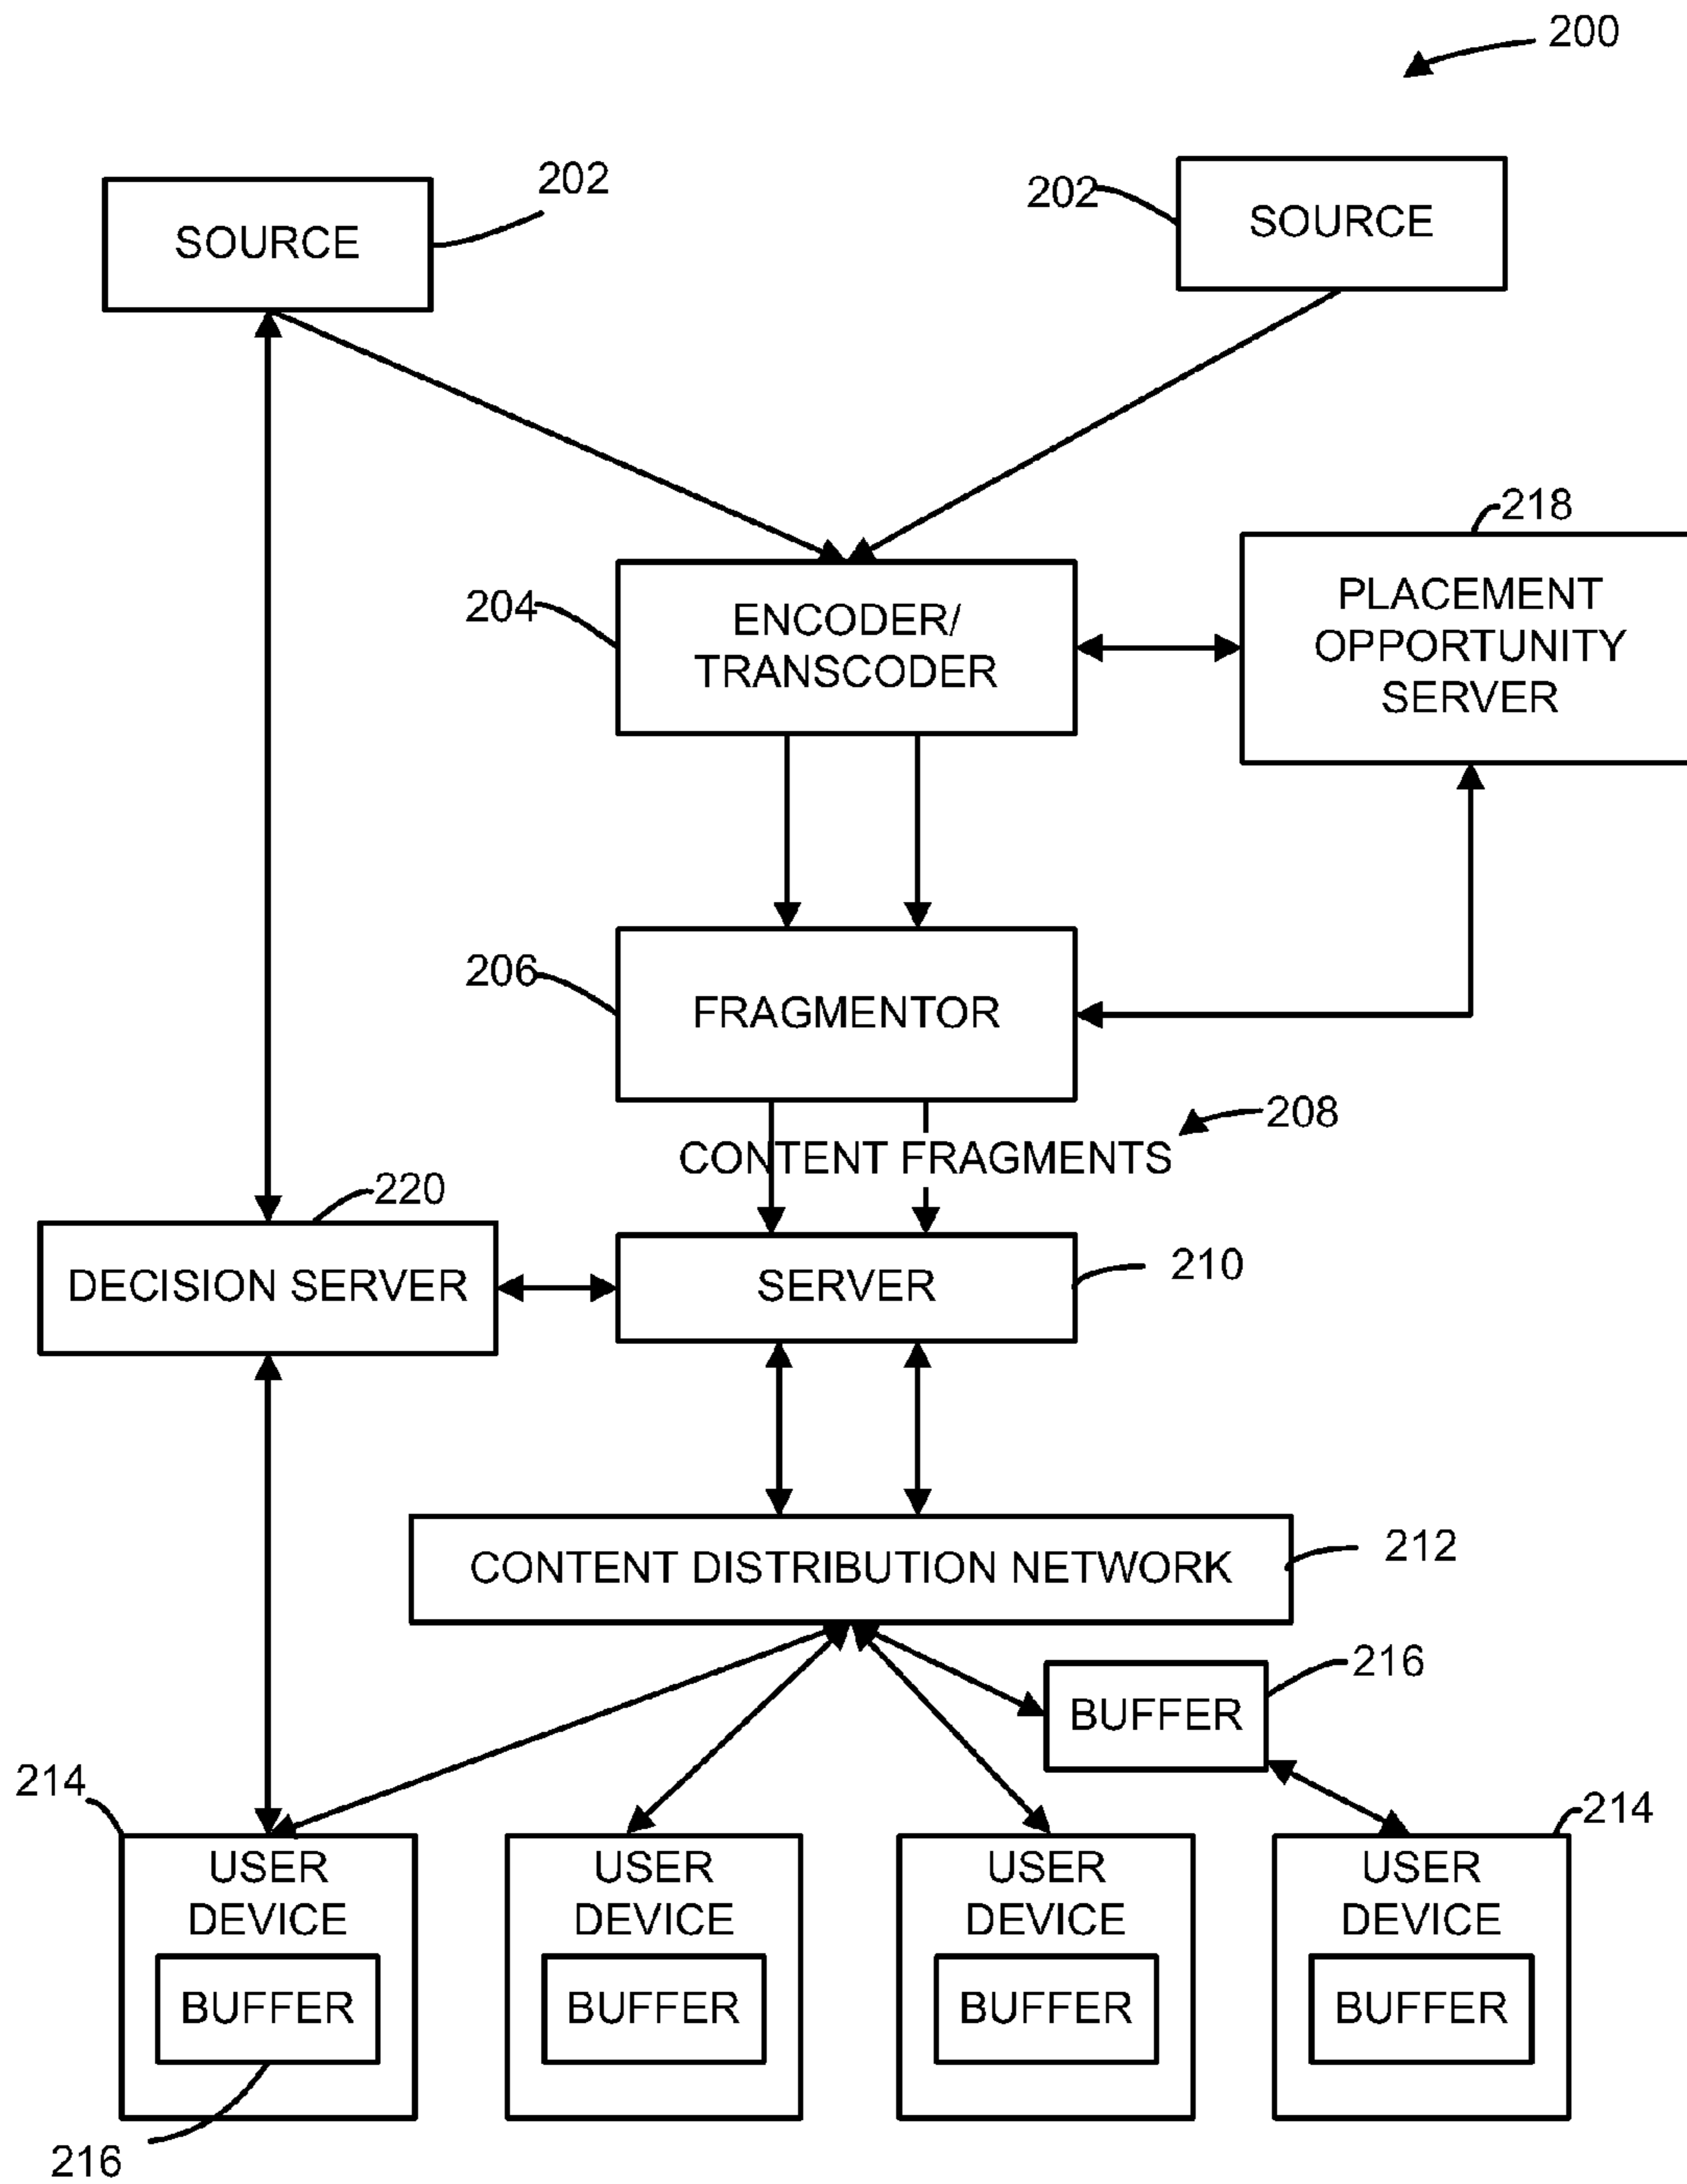 200
202
SOURCE
202
SOURCE
218
204
ENCODER/
TRANSCODER
PLACEMENT
OPPORTUNITY
SERVER
206
FRAGMENTOR
208
CONTENT FRAGMENTS
220
DECISION SERVER
SERVER
210
CONTENT DISTRIBUTION NETWORK
212
216
BUFFER
214
214
USER
DEVICE
BUFFER
USER
DEVICE
BUFFER
USER
DEVICE
BUFFER
USER
DEVICE
BUFFER
216